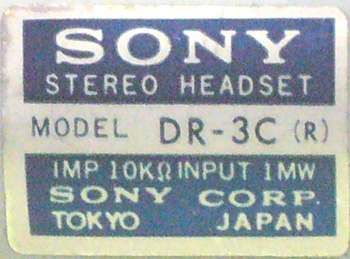 SONY
STEREO HEADSET
MODEL DR-3C (R)
IMP 10KΩ INPUT 1MW
SONY CORP.
TOKYO JAPAN